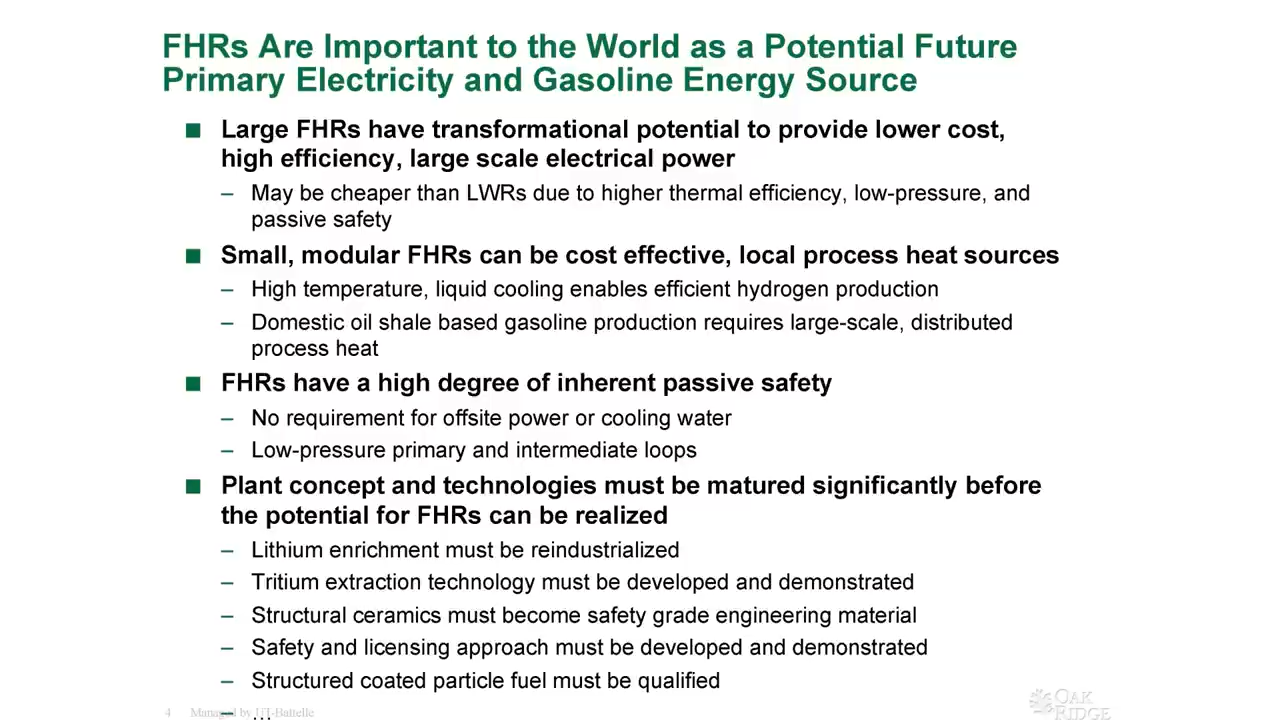 FHRs Are Important to the World as a Potential Future
Primary Electricity and Gasoline Energy Source
■ Large FHRs have transformational potential to provide lower cost,
high efficiency, large scale electrical power
– May be cheaper than LWRs due to higher thermal efficiency, low-pressure, and
passive safety
■ Small, modular FHRs can be cost effective, local process heat sources
– High temperature, liquid cooling enables efficient hydrogen production
– Domestic oil shale based gasoline production requires large-scale, distributed
process heat
■ FHRs have a high degree of inherent passive safety
– No requirement for offsite power or cooling water
– Low-pressure primary and intermediate loops
■ Plant concept and technologies must be matured significantly before
the potential for FHRs can be realized
– Lithium enrichment must be reindustrialized
– Tritium extraction technology must be developed and demonstrated
– Structural ceramics must become safety grade engineering material
– Safety and licensing approach must be developed and demonstrated
– Structured coated particle fuel must be qualified
– …
4 Managed by UT-Battelle
OAK
RIDGE